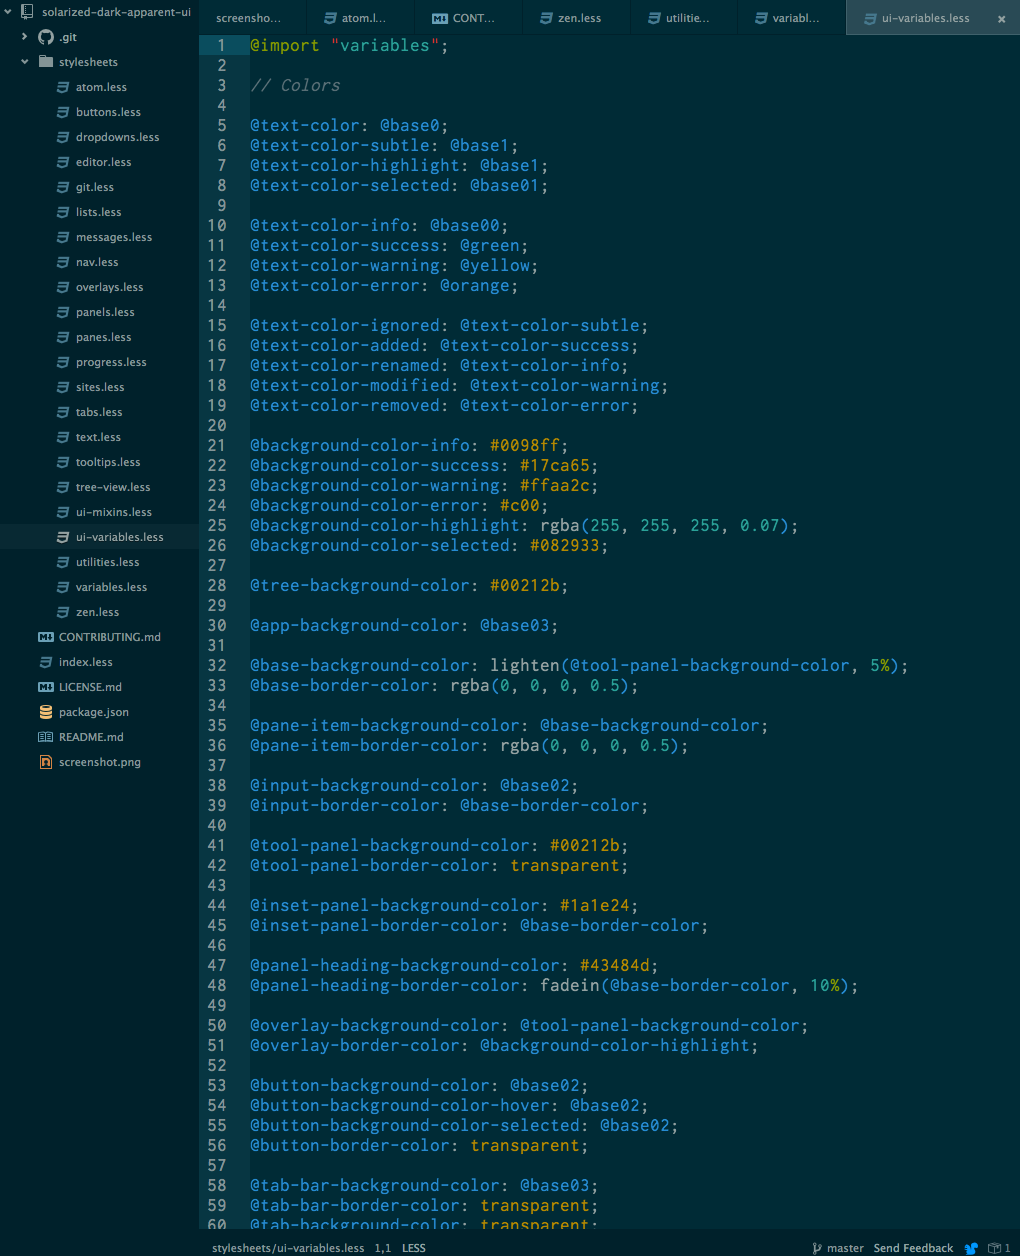 solarized-dark-apparent-ui
.git
stylesheets
atom.less
buttons.less
dropdowns.less
editor.less
git.less
lists.less
messages.less
nav.less
overlays.less
panels.less
panes.less
progress.less
sites.less
tabs.less
text.less
tooltips.less
tree-view.less
ui-mixins.less
ui-variables.less
utilities.less
variables.less
zen.less
CONTRIBUTING.md
index.less
LICENSE.md
package.json
README.md
screenshot.png
screensho... atom.l... CONT... zen.less utilitie... variabl... ui-variables.less ×
1 @import "variables";
2
3 // Colors
4
5 @text-color: @base0;
6 @text-color-subtle: @base1;
7 @text-color-highlight: @base1;
8 @text-color-selected: @base01;
9
10 @text-color-info: @base00;
11 @text-color-success: @green;
12 @text-color-warning: @yellow;
13 @text-color-error: @orange;
14
15 @text-color-ignored: @text-color-subtle;
16 @text-color-added: @text-color-success;
17 @text-color-renamed: @text-color-info;
18 @text-color-modified: @text-color-warning;
19 @text-color-removed: @text-color-error;
20
21 @background-color-info: #0098ff;
22 @background-color-success: #17ca65;
23 @background-color-warning: #ffaa2c;
24 @background-color-error: #c00;
25 @background-color-highlight: rgba(255, 255, 255, 0.07);
26 @background-color-selected: #082933;
27
28 @tree-background-color: #00212b;
29
30 @app-background-color: @base03;
31
32 @base-background-color: lighten(@tool-panel-background-color, 5%);
33 @base-border-color: rgba(0, 0, 0, 0.5);
34
35 @pane-item-background-color: @base-background-color;
36 @pane-item-border-color: rgba(0, 0, 0, 0.5);
37
38 @input-background-color: @base02;
39 @input-border-color: @base-border-color;
40
41 @tool-panel-background-color: #00212b;
42 @tool-panel-border-color: transparent;
43
44 @inset-panel-background-color: #1a1e24;
45 @inset-panel-border-color: @base-border-color;
46
47 @panel-heading-background-color: #43484d;
48 @panel-heading-border-color: fadein(@base-border-color, 10%);
49
50 @overlay-background-color: @tool-panel-background-color;
51 @overlay-border-color: @background-color-highlight;
52
53 @button-background-color: @base02;
54 @button-background-color-hover: @base02;
55 @button-background-color-selected: @base02;
56 @button-border-color: transparent;
57
58 @tab-bar-background-color: @base03;
59 @tab-bar-border-color: transparent;
60 @tab-background-color: transparent;
stylesheets/ui-variables.less 1,1 LESS master Send Feedback 1